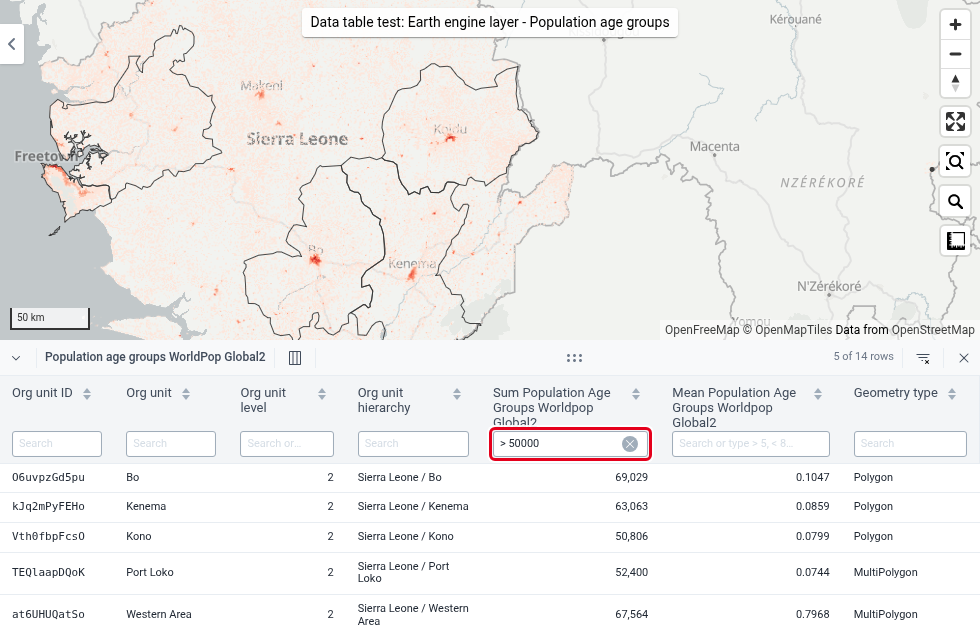 Data table test: Earth engine layer - Population age groups
Kérouané
Makeni
Koidu
Sierra Leone
Freetown
Macenta
NZÉRÉKORÉ
Bo
Kenema
N'Zérékoré
Yomou
50 km
OpenFreeMap © OpenMapTiles Data from OpenStreetMap
Population age groups WorldPop Global2
5 of 14 rows
Org unit ID Org unit Org unit level Org unit hierarchy Sum Population Age Groups Worldpop Global2 Mean Population Age Groups Worldpop Global2 Geometry type
Search Search Search or... Search > 50000 Search or type > 5, < 8... Search
O6uvpzGd5pu Bo 2 Sierra Leone / Bo 69,029 0.1047 Polygon
kJq2mPyFEHo Kenema 2 Sierra Leone / Kenema 63,063 0.0859 Polygon
Vth0fbpFcsO Kono 2 Sierra Leone / Kono 50,806 0.0799 Polygon
TEQlaapDQoK Port Loko 2 Sierra Leone / Port Loko 52,400 0.0744 MultiPolygon
at6UHUQatSo Western Area 2 Sierra Leone / Western Area 67,564 0.7968 MultiPolygon